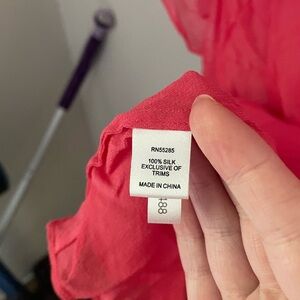 RN55285
100% SILK
EXCLUSIVE OF
TRIMS
MADE IN CHINA